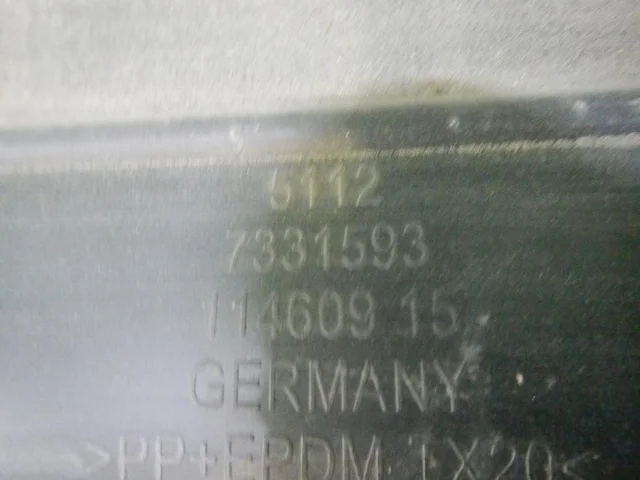 5112
7331593
114609 15
GERMANY
>PP+EPDM TX20<